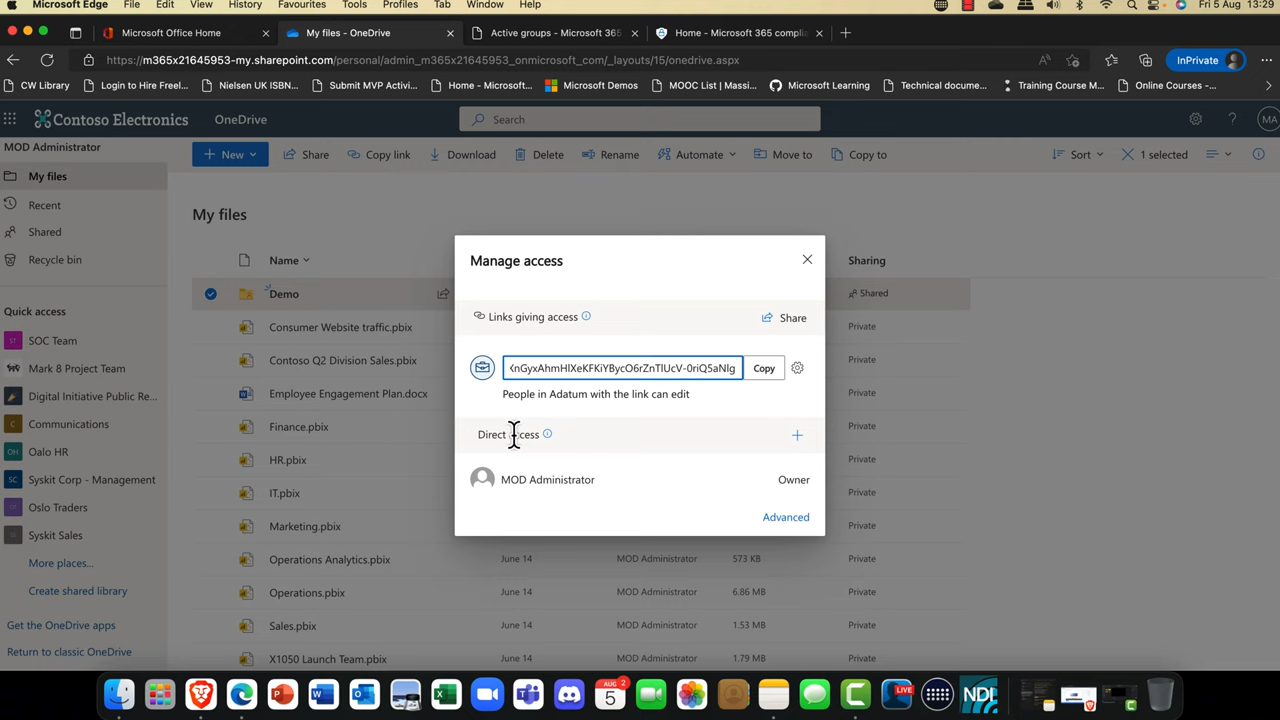 Microsoft Edge File Edit View History Favourites Tools Profiles Tab Window Help Fri 5 Aug 13:29
Microsoft Office Home My files - OneDrive Active groups - Microsoft 365 Home - Microsoft 365 compli
https://m365x21645953-my.sharepoint.com/personal/admin_m365x21645953_onmicrosoft_com/_layouts/15/onedrive.aspx InPrivate
CW Library Login to Hire Freel... Nielsen UK ISBN... Submit MVP Activi... Home - Microsoft... Microsoft Demos MOOC List | Massi... Microsoft Learning Technical docume... Training Course M... Online Courses -...
Contoso Electronics OneDrive Search MA
MOD Administrator New Share Copy link Download Delete Rename Automate Move to Copy to Sort 1 selected
My files
Recent
Shared
Recycle bin
Quick access
SOC Team
Mark 8 Project Team
Digital Initiative Public Re...
Communications
Oalo HR
Syskit Corp - Management
Oslo Traders
Syskit Sales
More places...
Create shared library
Get the OneDrive apps
Return to classic OneDrive
My files
Name Sharing
Demo Shared
Consumer Website traffic.pbix Private
Contoso Q2 Division Sales.pbix Private
Employee Engagement Plan.docx Private
Finance.pbix Private
HR.pbix Private
IT.pbix Private
Marketing.pbix Private
Operations Analytics.pbix June 14 MOD Administrator 573 KB Private
Operations.pbix June 14 MOD Administrator 6.86 MB Private
Sales.pbix June 14 MOD Administrator 1.53 MB Private
X1050 Launch Team.pbix June 14 MOD Administrator 1.79 MB Private
Manage access
Links giving access Share
Copy
People in Adatum with the link can edit
Direct access
MOD Administrator Owner
Advanced
AUG 2
5
LIVE
NDI